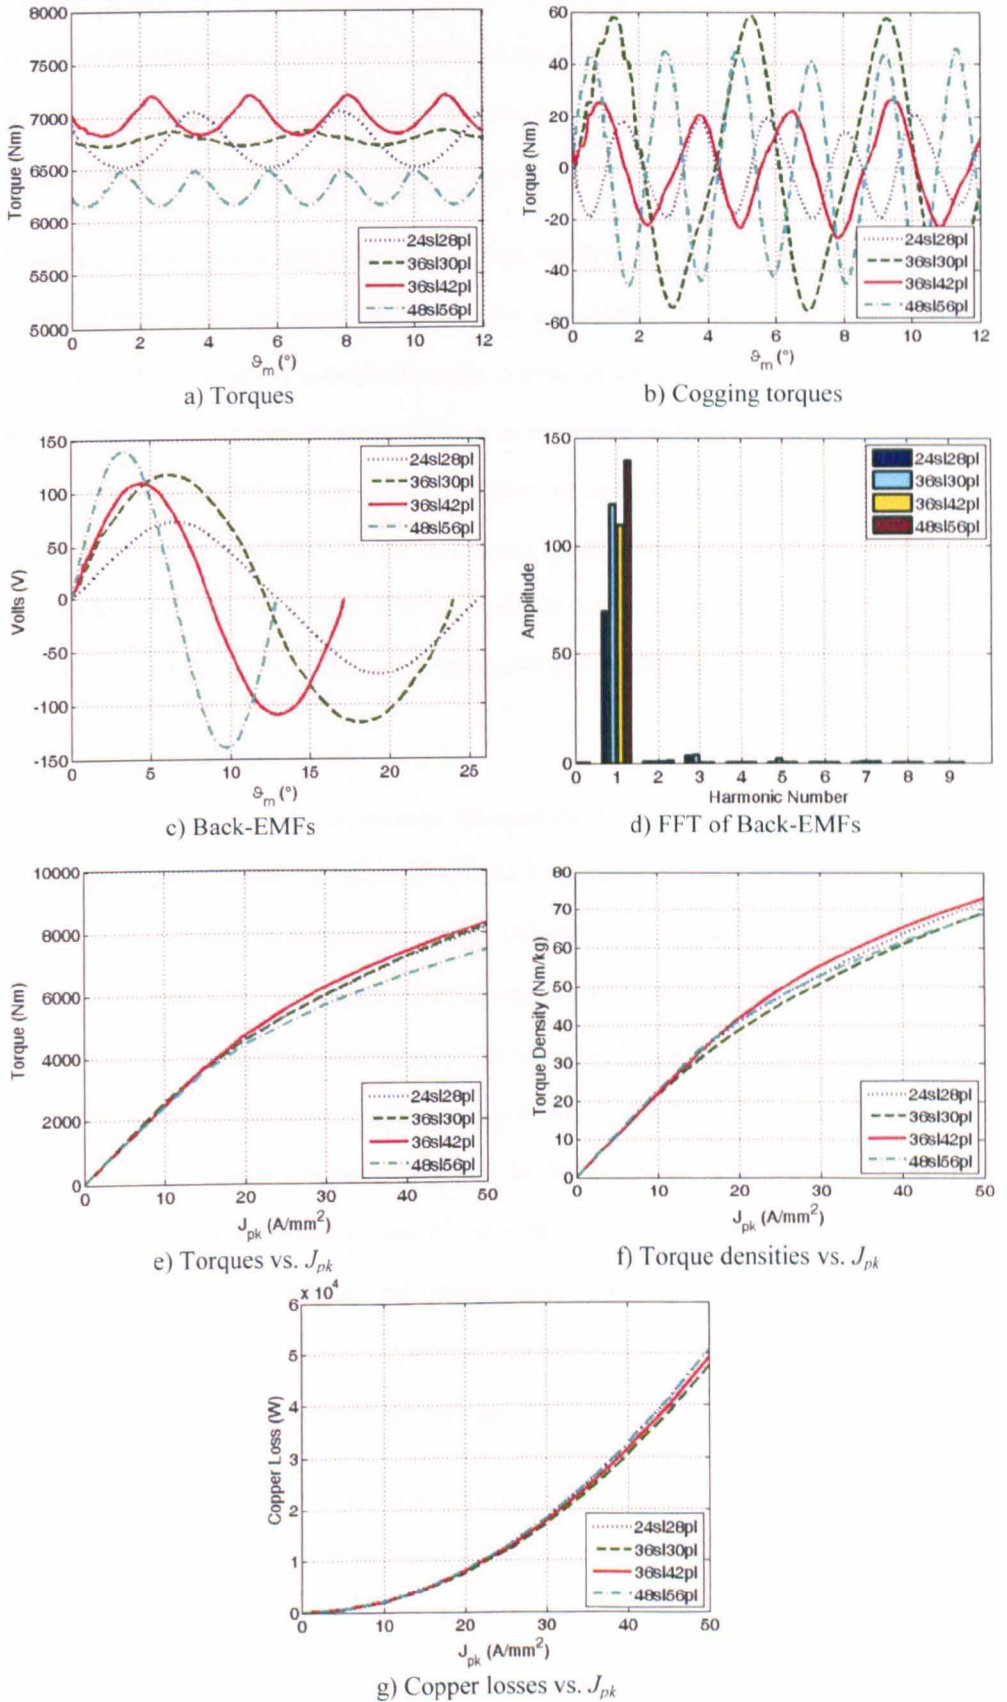 8000
7500
7000
6500
6000
5500
5000
Torque (Nm)
0 2 4 6 8 10 12
ϑm (°)
24sl28pl
36sl30pl
36sl42pl
48sl56pl
a) Torques
60
40
20
0
-20
-40
-60
Torque (Nm)
0 2 4 6 8 10 12
ϑm (°)
24sl28pl
36sl30pl
36sl42pl
48sl56pl
b) Cogging torques
150
100
50
0
-50
-100
-150
Volts (V)
0 5 10 15 20 25
ϑm (°)
24sl28pl
36sl30pl
36sl42pl
48sl56pl
c) Back-EMFs
150
100
50
0
Amplitude
0 1 2 3 4 5 6 7 8 9
Harmonic Number
24sl28pl
36sl30pl
36sl42pl
48sl56pl
d) FFT of Back-EMFs
10000
8000
6000
4000
2000
0
Torque (Nm)
0 10 20 30 40 50
Jpk (A/mm²)
24sl28pl
36sl30pl
36sl42pl
48sl56pl
e) Torques vs. Jpk
80
70
60
50
40
30
20
10
0
Torque Density (Nm/kg)
0 10 20 30 40 50
Jpk (A/mm²)
24sl28pl
36sl30pl
36sl42pl
48sl56pl
f) Torque densities vs. Jpk
x 10⁴
6
5
4
3
2
1
0
Copper Loss (W)
0 10 20 30 40 50
Jpk (A/mm²)
24sl28pl
36sl30pl
36sl42pl
48sl56pl
g) Copper losses vs. Jpk